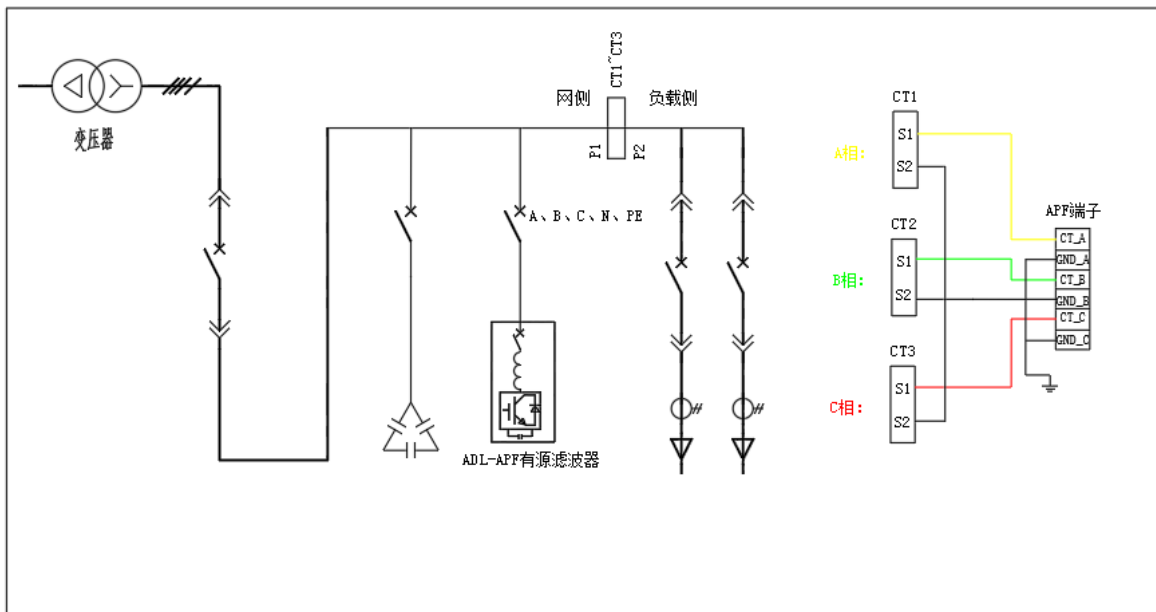 变压器
网侧
CT1~CT3
负载侧
P1
P2
A、B、C、N、PE
ADL-APF有源滤波器
CT1
S1
A相:
S2
CT2
S1
B相:
S2
CT3
S1
C相:
S2
APF端子
CT_A
GND_A
CT_B
GND_B
CT_C
GND_C